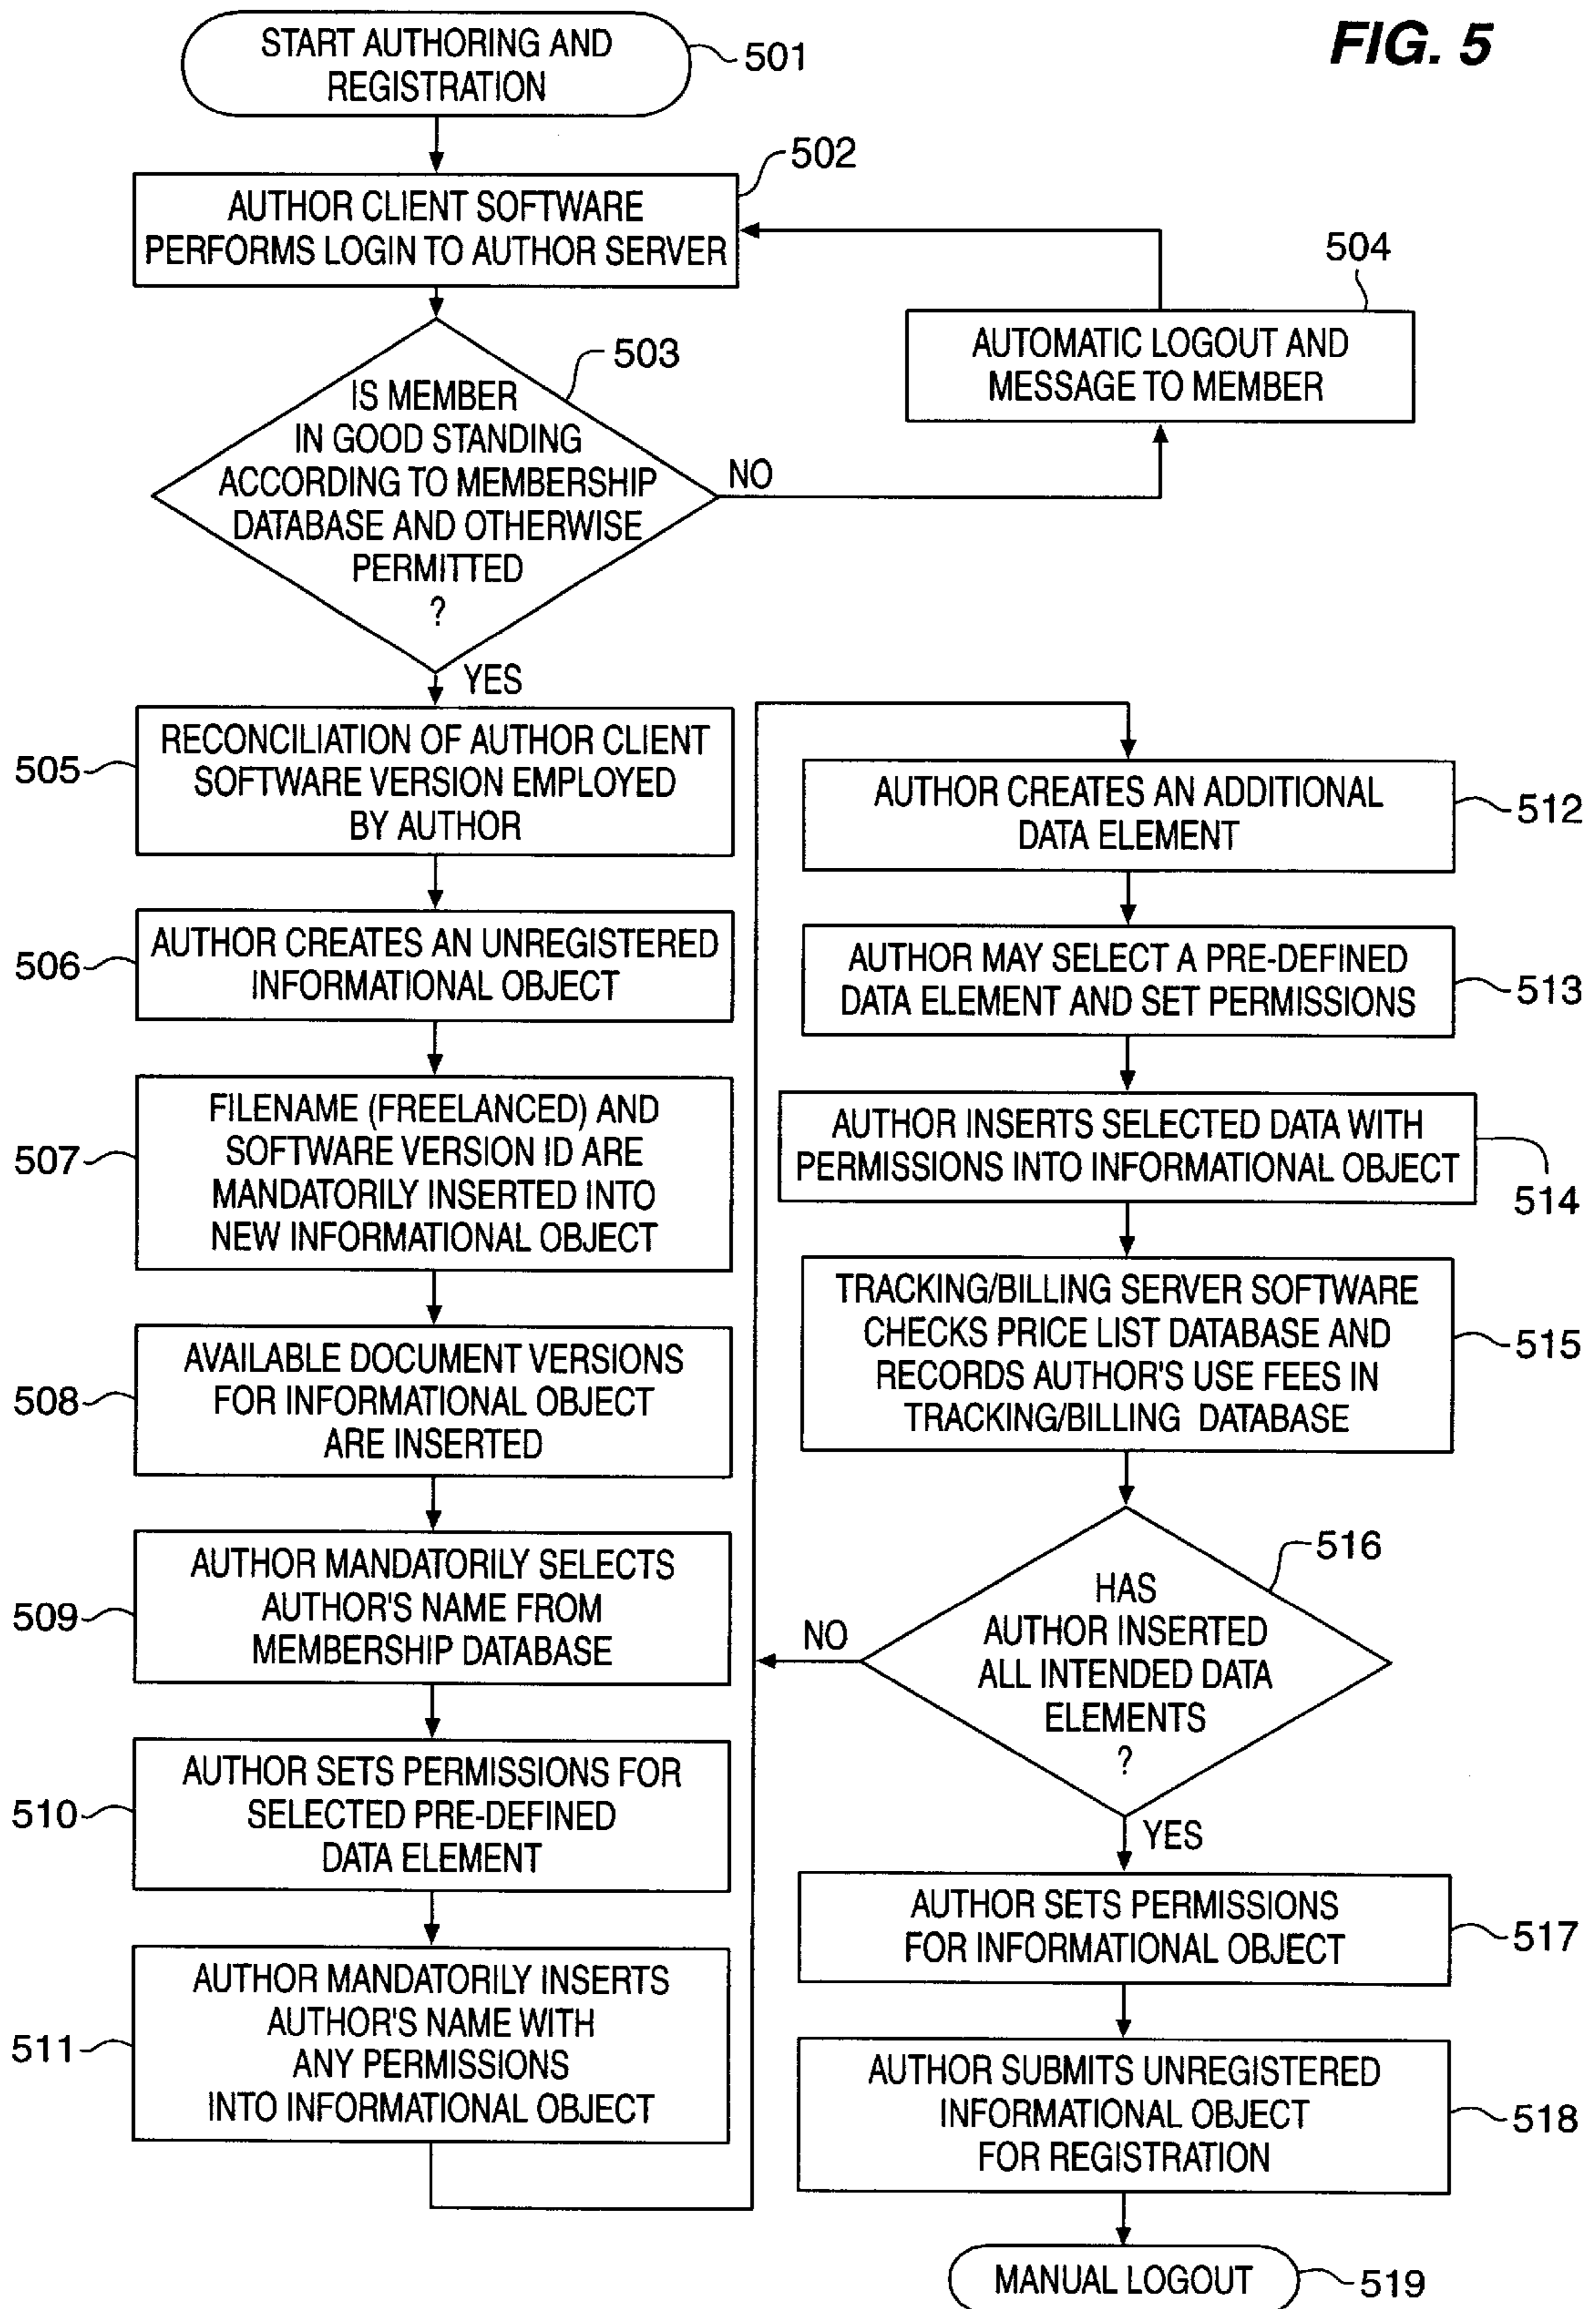 FIG. 5
START AUTHORING AND
REGISTRATION
501
502
AUTHOR CLIENT SOFTWARE
PERFORMS LOGIN TO AUTHOR SERVER
504
AUTOMATIC LOGOUT AND
MESSAGE TO MEMBER
503
IS MEMBER
IN GOOD STANDING
ACCORDING TO MEMBERSHIP
DATABASE AND OTHERWISE
PERMITTED
?
NO
YES
505
RECONCILIATION OF AUTHOR CLIENT
SOFTWARE VERSION EMPLOYED
BY AUTHOR
506
AUTHOR CREATES AN UNREGISTERED
INFORMATIONAL OBJECT
507
FILENAME (FREELANCED) AND
SOFTWARE VERSION ID ARE
MANDATORILY INSERTED INTO
NEW INFORMATIONAL OBJECT
508
AVAILABLE DOCUMENT VERSIONS
FOR INFORMATIONAL OBJECT
ARE INSERTED
509
AUTHOR MANDATORILY SELECTS
AUTHOR'S NAME FROM
MEMBERSHIP DATABASE
510
AUTHOR SETS PERMISSIONS FOR
SELECTED PRE-DEFINED
DATA ELEMENT
511
AUTHOR MANDATORILY INSERTS
AUTHOR'S NAME WITH
ANY PERMISSIONS
INTO INFORMATIONAL OBJECT
AUTHOR CREATES AN ADDITIONAL
DATA ELEMENT
512
AUTHOR MAY SELECT A PRE-DEFINED
DATA ELEMENT AND SET PERMISSIONS
513
AUTHOR INSERTS SELECTED DATA WITH
PERMISSIONS INTO INFORMATIONAL OBJECT
514
TRACKING/BILLING SERVER SOFTWARE
CHECKS PRICE LIST DATABASE AND
RECORDS AUTHOR'S USE FEES IN
TRACKING/BILLING DATABASE
515
516
HAS
AUTHOR INSERTED
ALL INTENDED DATA
ELEMENTS
?
NO
YES
AUTHOR SETS PERMISSIONS
FOR INFORMATIONAL OBJECT
517
AUTHOR SUBMITS UNREGISTERED
INFORMATIONAL OBJECT
FOR REGISTRATION
518
MANUAL LOGOUT
519